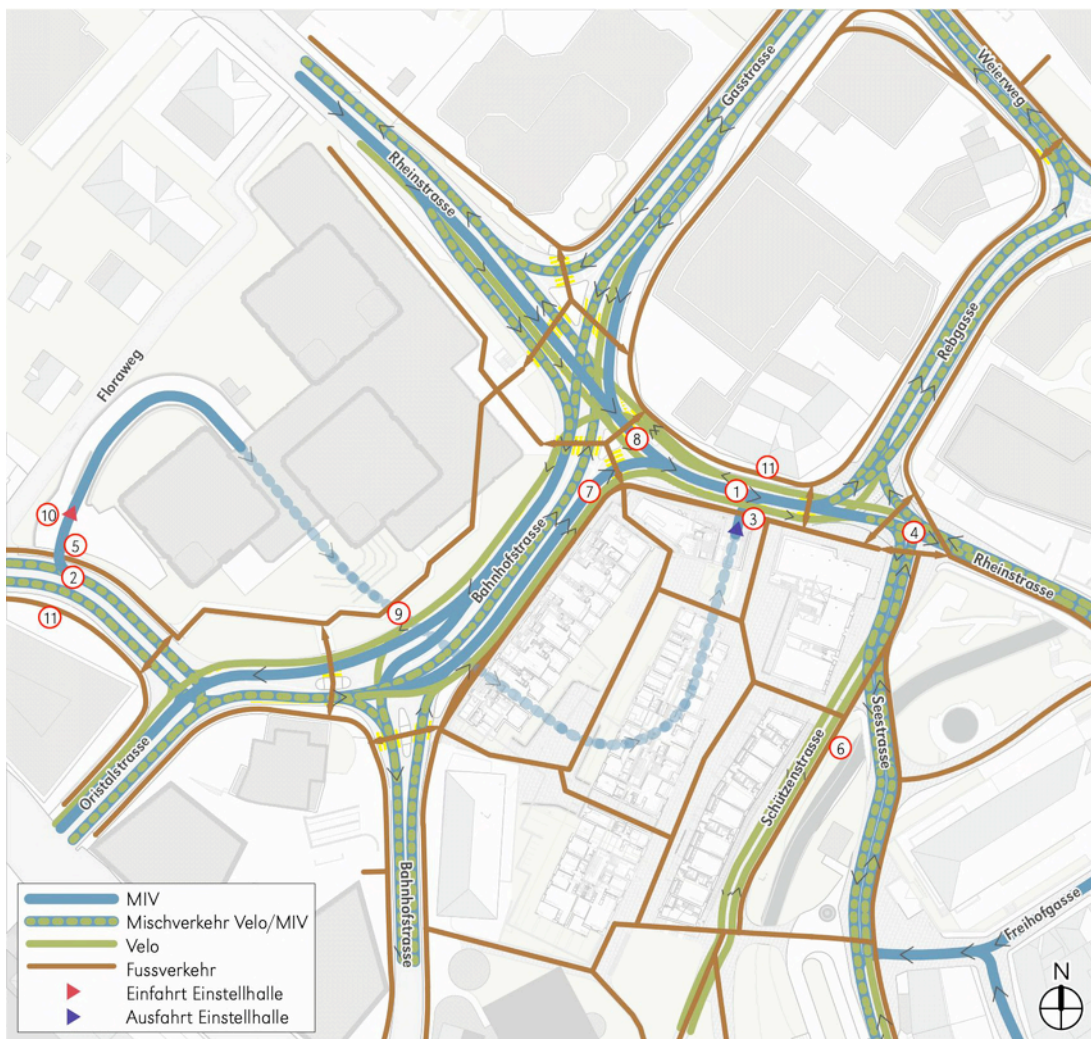 Weierweg
Gasstrasse
Rheinstrasse
Rebgasse
Floraweg
8
11
10
7
1
3
5
4
2
Bahnhofstrasse
Rheinstrasse
11
9
Seestrasse
6
Schützenstrasse
Oristalstrasse
Bahnhofstrasse
Freihofgasse
MIV
Mischverkehr Velo/MIV
Velo
Fussverkehr
Einfahrt Einstellhalle
Ausfahrt Einstellhalle
N